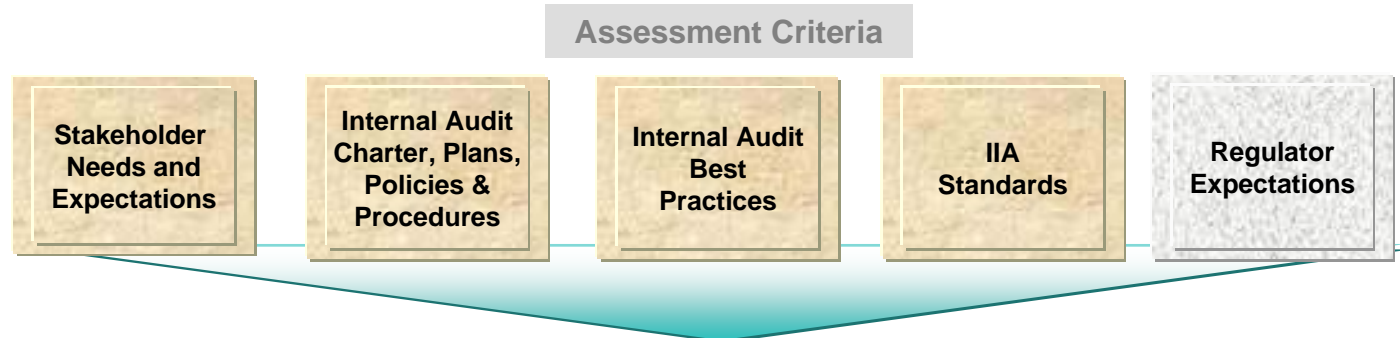 Assessment Criteria
Stakeholder
Needs and
Expectations
Internal Audit
Charter, Plans,
Policies &
Procedures
Internal Audit
Best
Practices
IIA
Standards
Regulator
Expectations